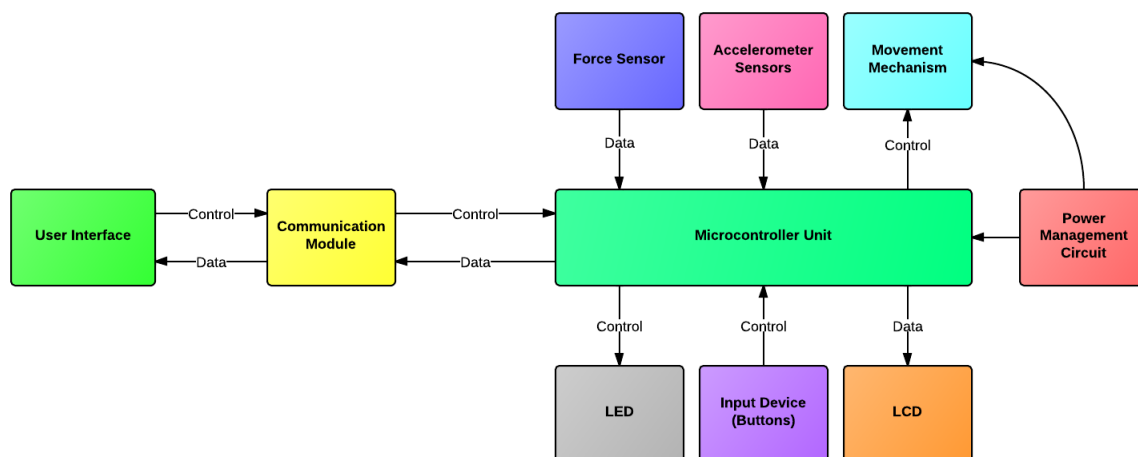 Force Sensor
Accelerometer
Sensors
Movement
Mechanism
Data
Data
Control
User Interface
Control
Data
Communication
Module
Control
Data
Microcontroller Unit
Power
Management
Circuit
Control
Control
Data
LED
Input Device
(Buttons)
LCD